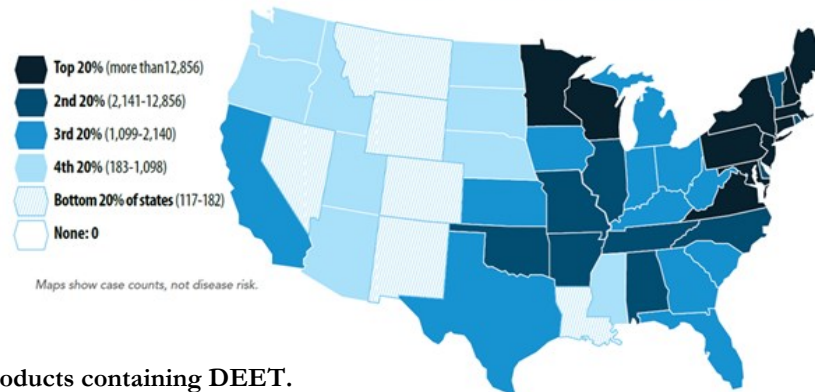 Top 20% (more than12,856)
2nd 20% (2,141-12,856)
3rd 20% (1,099-2,140)
4th 20% (183-1,098)
Bottom 20% of states (117-182)
None: 0
Maps show case counts, not disease risk.
oducts containing DEET.